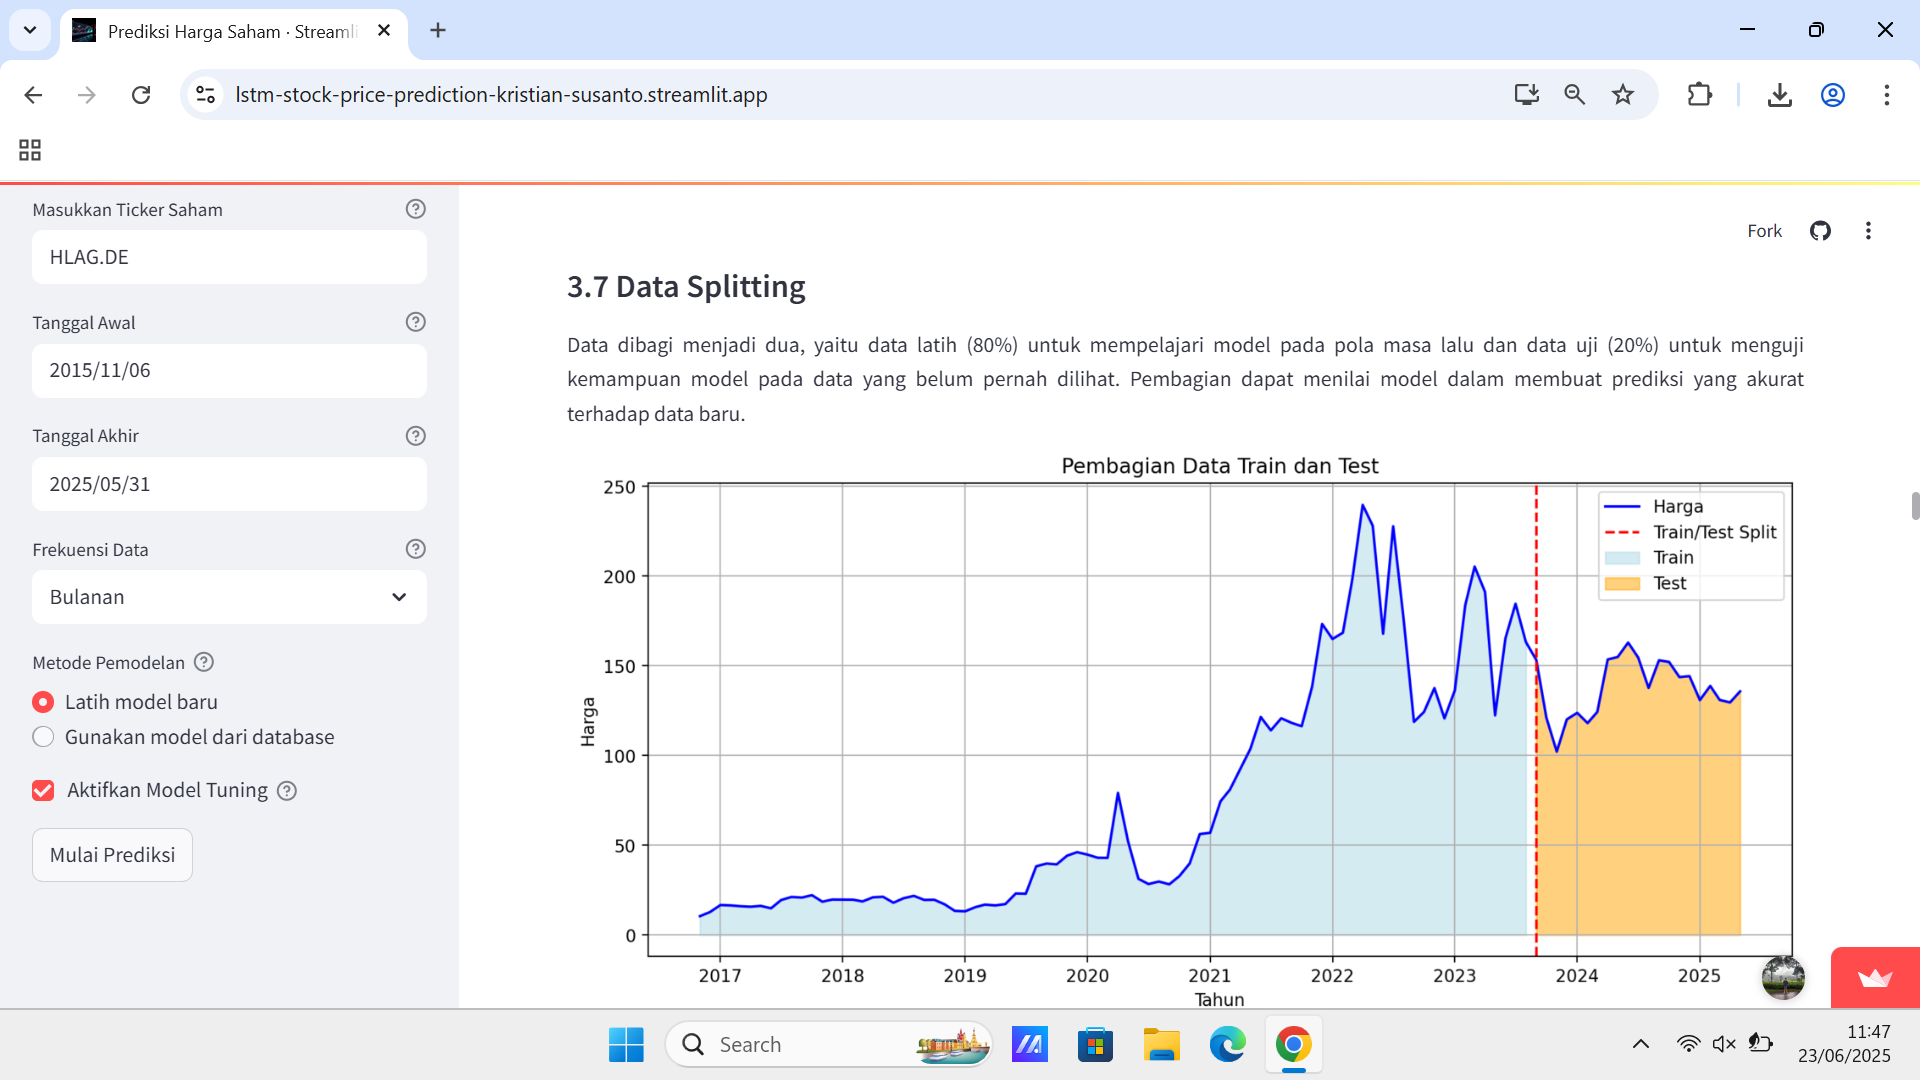 Prediksi Harga Saham · Streamli
lstm-stock-price-prediction-kristian-susanto.streamlit.app
Masukkan Ticker Saham
HLAG.DE
Tanggal Awal
2015/11/06
Tanggal Akhir
2025/05/31
Frekuensi Data
Bulanan
Metode Pemodelan
Latih model baru
Gunakan model dari database
Aktifkan Model Tuning
Mulai Prediksi
Fork
3.7 Data Splitting
Data dibagi menjadi dua, yaitu data latih (80%) untuk mempelajari model pada pola masa lalu dan data uji (20%) untuk menguji
kemampuan model pada data yang belum pernah dilihat. Pembagian dapat menilai model dalam membuat prediksi yang akurat
terhadap data baru.
Pembagian Data Train dan Test
Harga
Train/Test Split
Train
Test
250
200
150
100
50
0
Harga
2017 2018 2019 2020 2021 2022 2023 2024 2025
Tahun
Search
11:47
23/06/2025